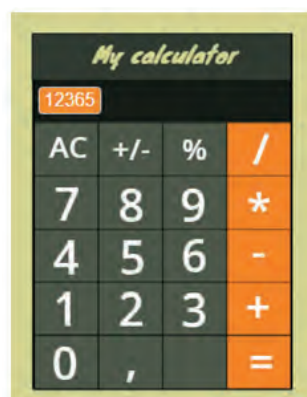 My calculator
12365
AC +/- % /
7 8 9 *
4 5 6 -
1 2 3 +
0 , =